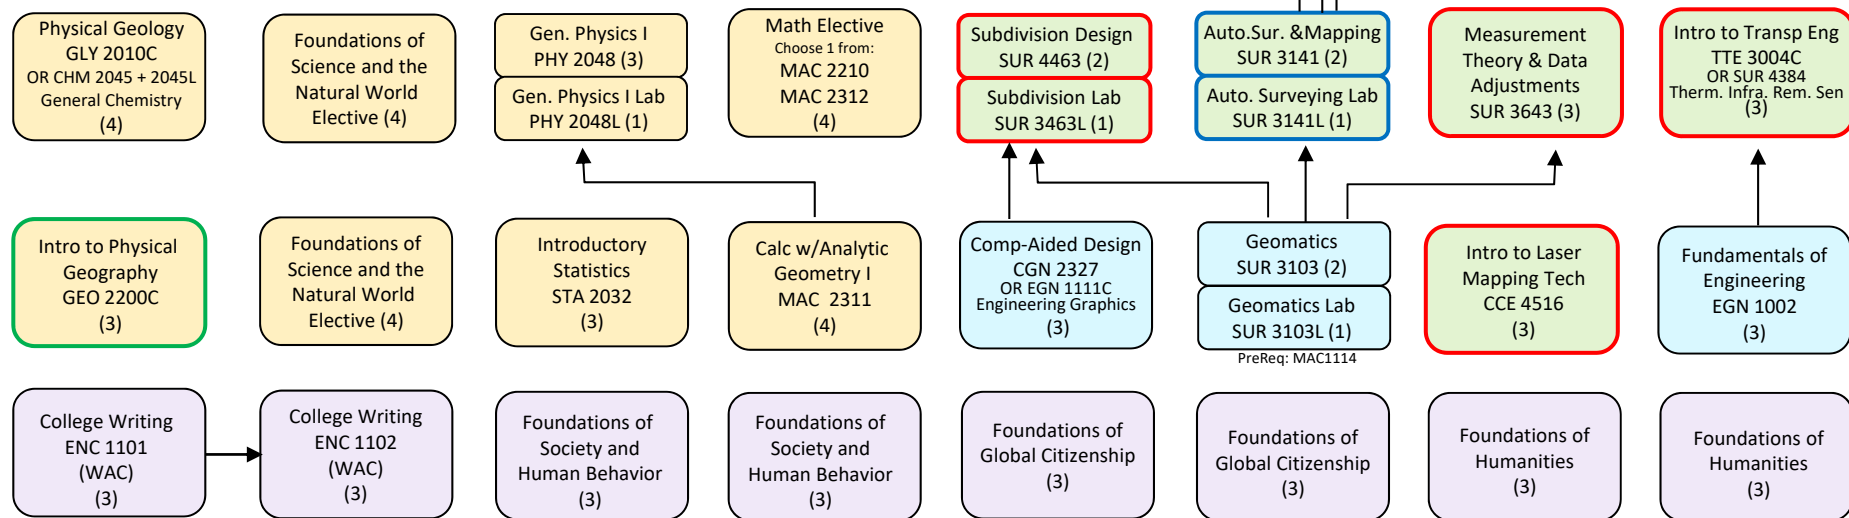 Physical Geology
GLY 2010C
OR CHM 2045 + 2045L
General Chemistry
(4)
Foundations of
Science and the
Natural World
Elective (4)
Gen. Physics I
PHY 2048 (3)
Gen. Physics I Lab
PHY 2048L (1)
Math Elective
Choose 1 from:
MAC 2210
MAC 2312
(4)
Subdivision Design
SUR 4463 (2)
Subdivision Lab
SUR 3463L (1)
Auto.Sur. &Mapping
SUR 3141 (2)
Auto. Surveying Lab
SUR 3141L (1)
Measurement
Theory & Data
Adjustments
SUR 3643 (3)
Intro to Transp Eng
TTE 3004C
OR SUR 4384
Therm. Infra. Rem. Sen
(3)
Intro to Physical
Geography
GEO 2200C
(3)
Foundations of
Science and the
Natural World
Elective (4)
Introductory
Statistics
STA 2032
(3)
Calc w/Analytic
Geometry I
MAC 2311
(4)
Comp-Aided Design
CGN 2327
OR EGN 1111C
Engineering Graphics
(3)
Geomatics
SUR 3103 (2)
Geomatics Lab
SUR 3103L (1)
PreReq: MAC1114
Intro to Laser
Mapping Tech
CCE 4516
(3)
Fundamentals of
Engineering
EGN 1002
(3)
College Writing
ENC 1101
(WAC)
(3)
College Writing
ENC 1102
(WAC)
(3)
Foundations of
Society and
Human Behavior
(3)
Foundations of
Society and
Human Behavior
(3)
Foundations of
Global Citizenship
(3)
Foundations of
Global Citizenship
(3)
Foundations of
Humanities
(3)
Foundations of
Humanities
(3)